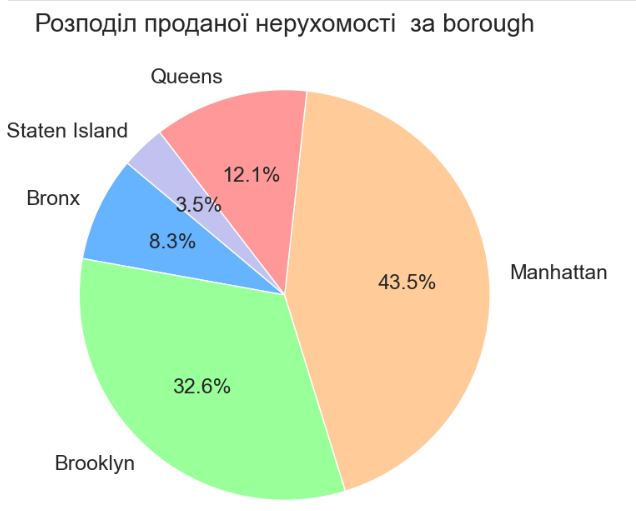 Розподіл проданої нерухомості  за borough
Queens
Staten Island
12.1%
Bronx
3.5%
8.3%
Manhattan
43.5%
32.6%
Brooklyn